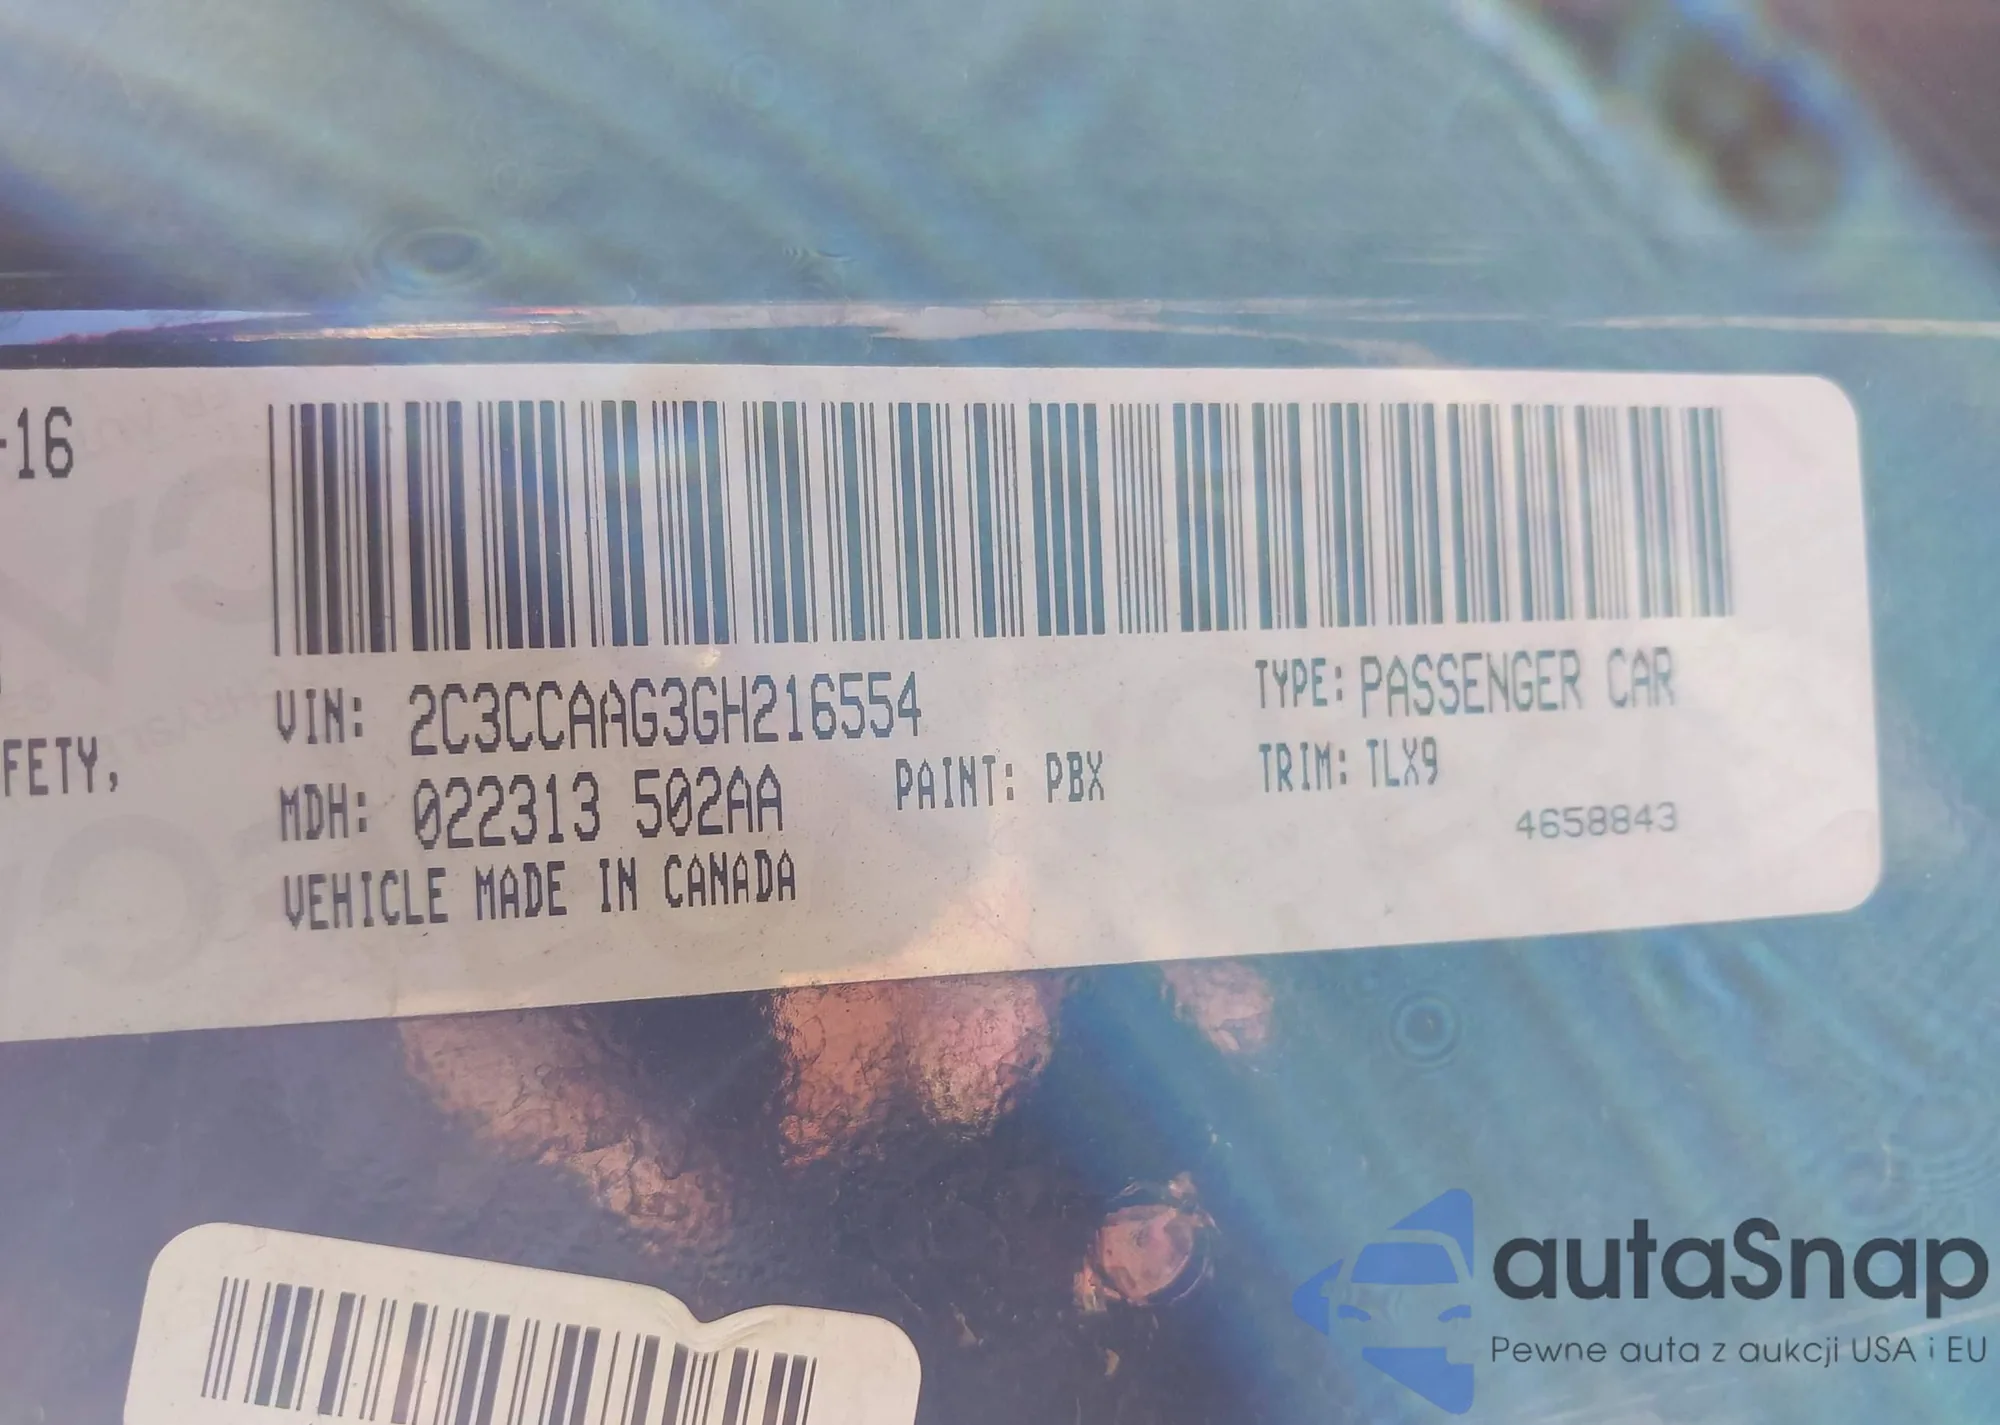 -16
FETY,
VIN: 2C3CCAAG3GH216554
TYPE: PASSENGER CAR
MDH: 022313 502AA
PAINT: PBX
TRIM: TLX9
4658843
VEHICLE MADE IN CANADA
autaSnap
Pewne auta z aukcji USA i EU